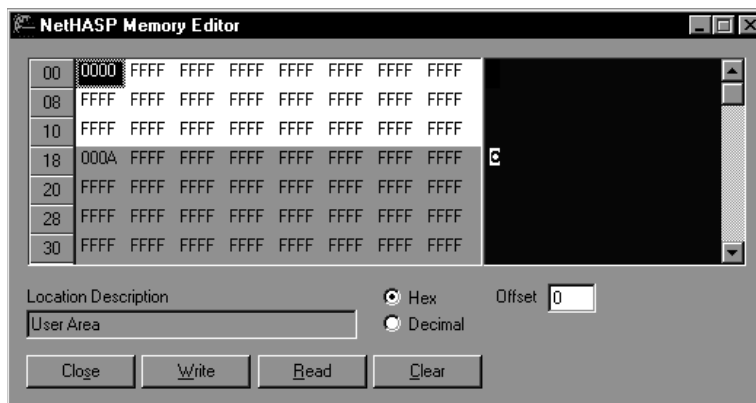 NetHASP Memory Editor
00 0000 FFFF FFFF FFFF FFFF FFFF FFFF FFFF
08 FFFF FFFF FFFF FFFF FFFF FFFF FFFF FFFF
10 FFFF FFFF FFFF FFFF FFFF FFFF FFFF FFFF
18 000A FFFF FFFF FFFF FFFF FFFF FFFF FFFF
20 FFFF FFFF FFFF FFFF FFFF FFFF FFFF FFFF
28 FFFF FFFF FFFF FFFF FFFF FFFF FFFF FFFF
30 FFFF FFFF FFFF FFFF FFFF FFFF FFFF FFFF
Location Description Hex Offset 0
User Area Decimal
Close Write Read Clear